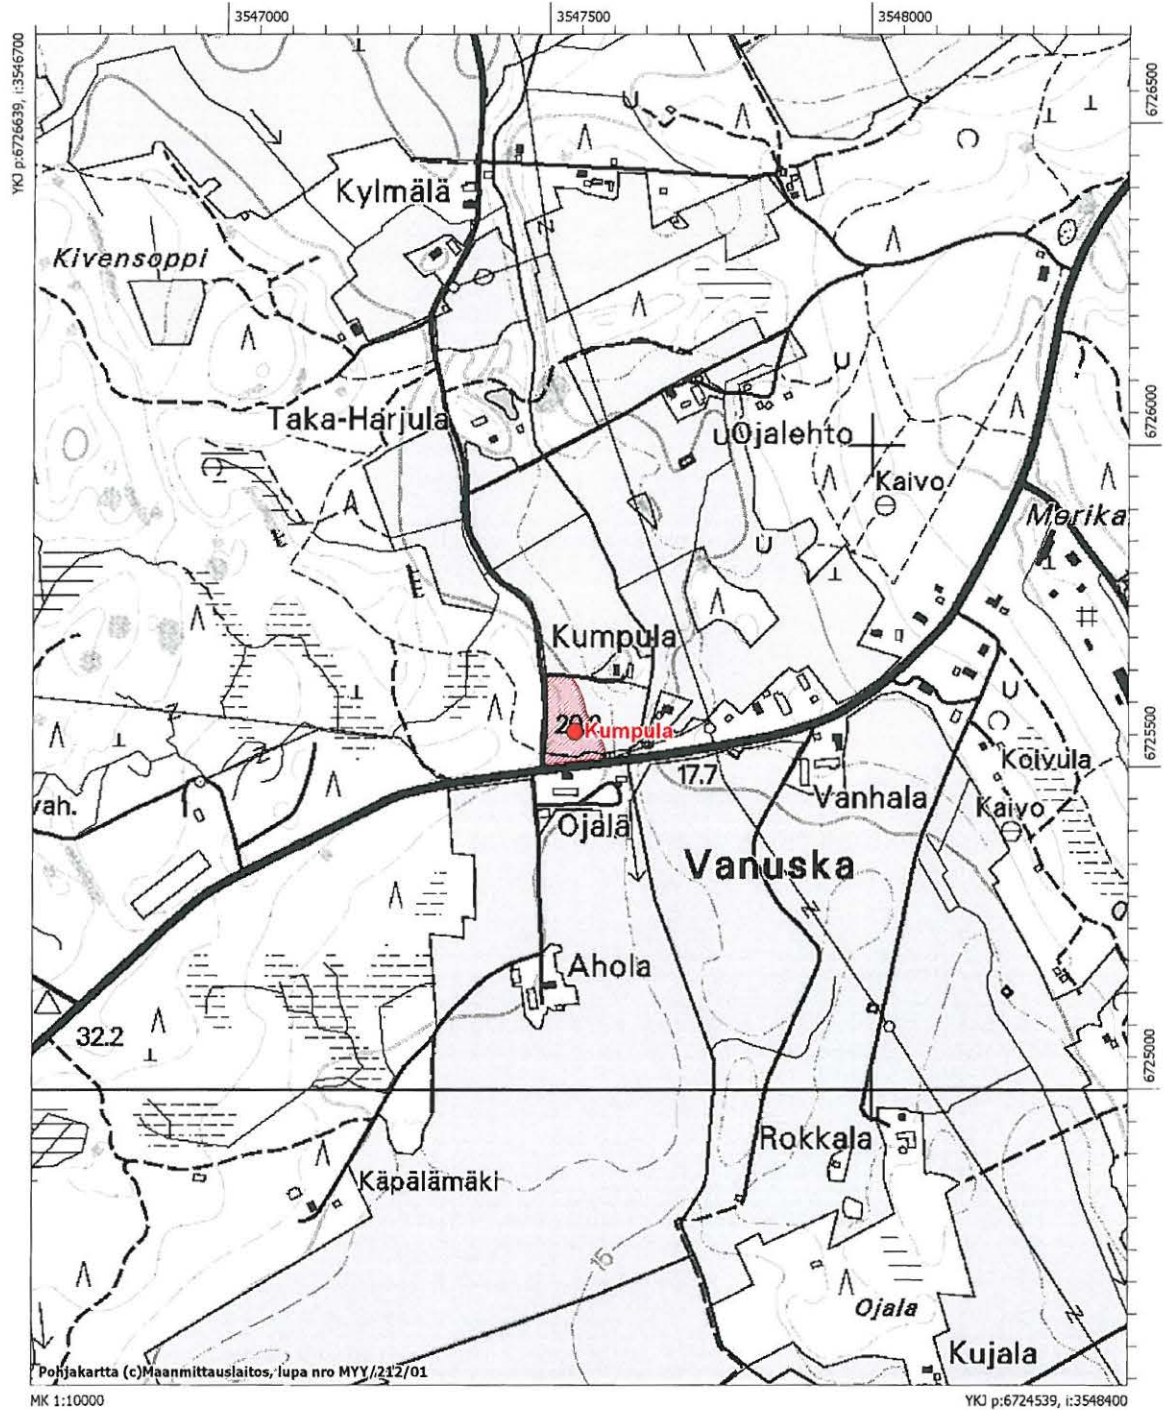 3547000
3547500
3548000
YKJ p:6726639, i:3546700
6726500
Kylmälä
Kivensoppi
6726000
Taka-Harjula
Ojalehto
Kaivo
Merika
Kumpula
Kumpula
6725500
17.7
Koivula
vah.
Vanhala
Kaivo
Ojala
Vanuska
Ahola
32.2
6725000
Rokkala
Käpälämäki
15
Ojala
Kujala
Pohjakartta (c)Maanmittauslaitos, lupa nro MYY/212/01
MK 1:10000
YKJ p:6724539, i:3548400